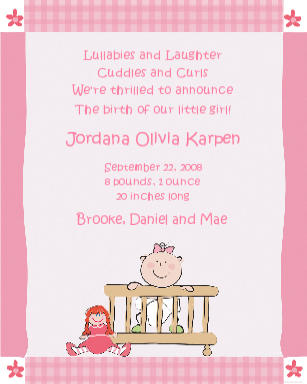 Lullabies and Laughter
Cuddles and Curls
We're thrilled to announce
The birth of our little girl!
Jordana Olivia Karpen
September 22, 2008
8 pounds, 1 ounce
20 inches long
Brooke, Daniel and Mae